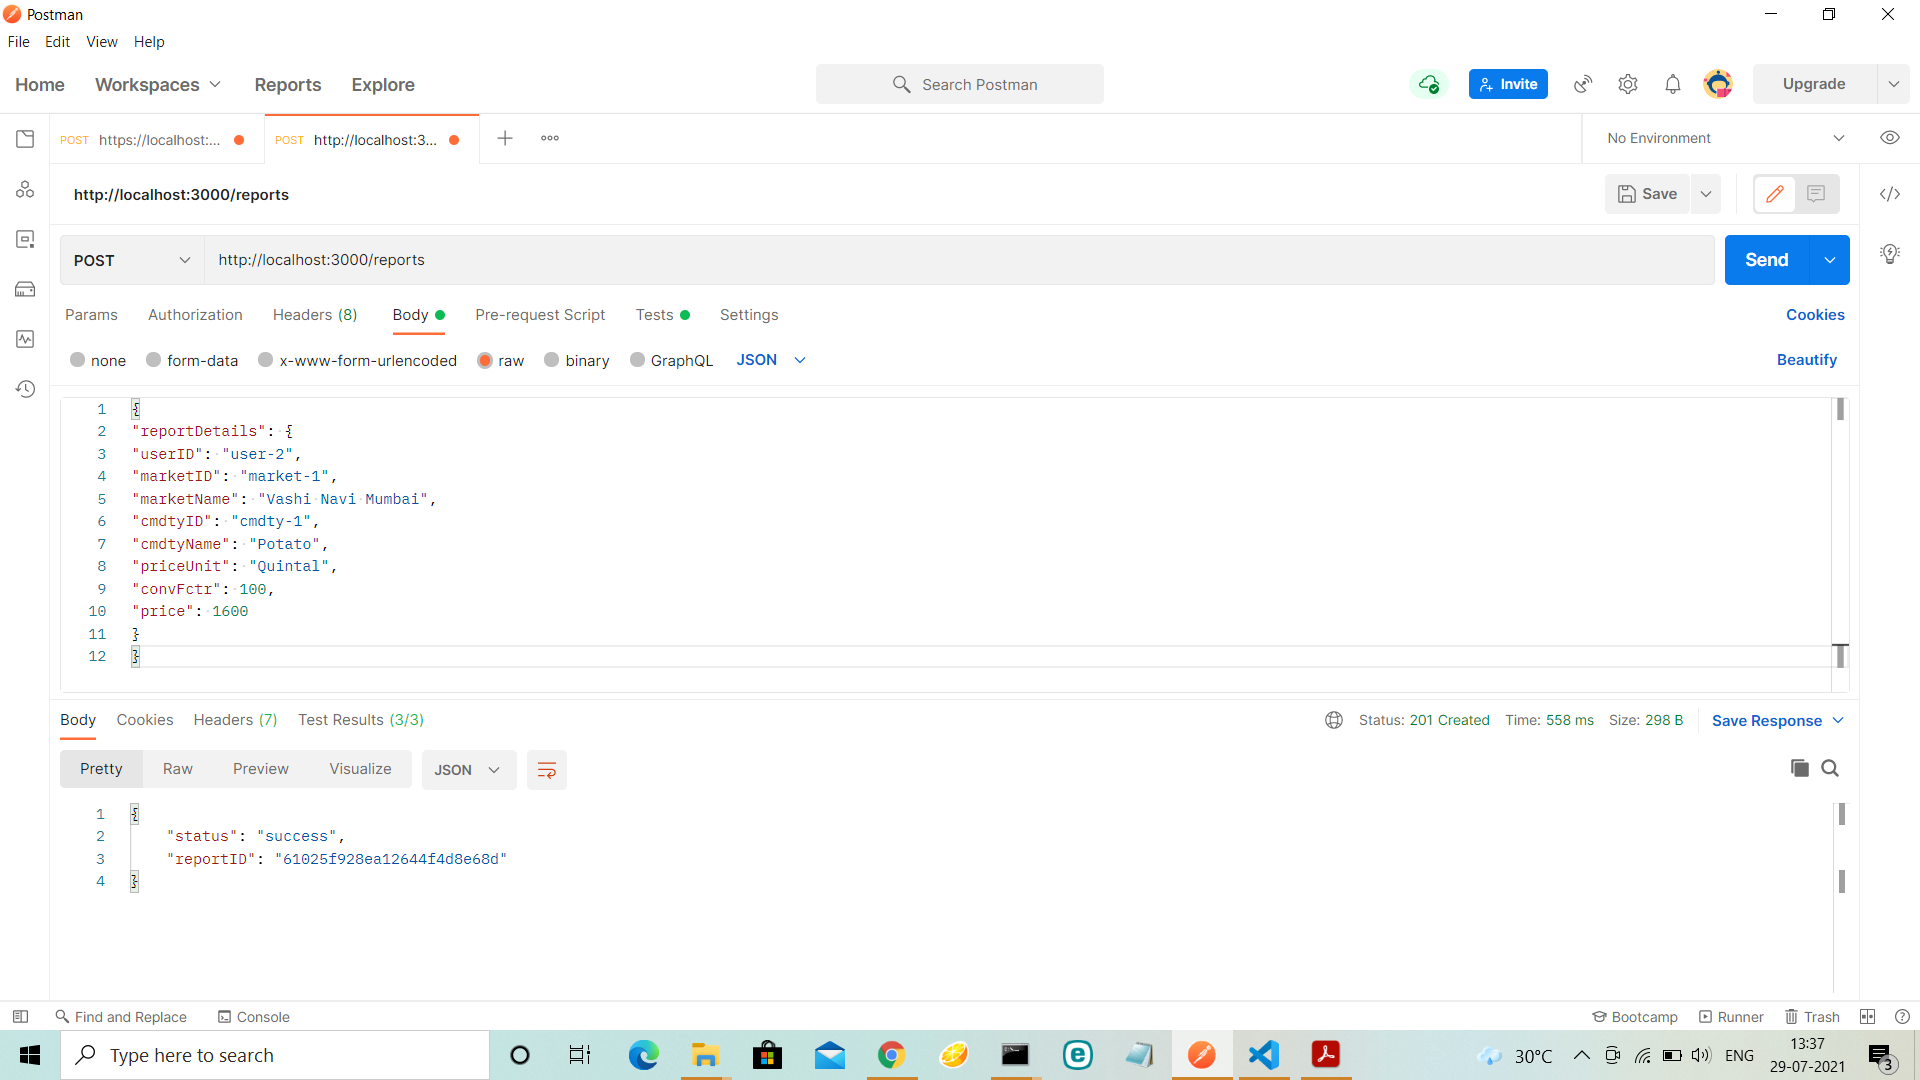 Postman
File Edit View Help
Home Workspaces Reports Explore Search Postman Invite Upgrade
POST https://localhost:... POST http://localhost:3... No Environment
http://localhost:3000/reports Save
POST http://localhost:3000/reports Send
Params Authorization Headers (8) Body Pre-request Script Tests Settings Cookies
none form-data x-www-form-urlencoded raw binary GraphQL JSON Beautify
1 {
2 "reportDetails": {
3 "userID": "user-2",
4 "marketID": "market-1",
5 "marketName": "Vashi Navi Mumbai",
6 "cmdtyID": "cmdty-1",
7 "cmdtyName": "Potato",
8 "priceUnit": "Quintal",
9 "convFctr": 100,
10 "price": 1600
11 }
12 }
Body Cookies Headers (7) Test Results (3/3) Status: 201 Created Time: 558 ms Size: 298 B Save Response
Pretty Raw Preview Visualize JSON
1 {
2 "status": "success",
3 "reportID": "61025f928ea12644f4d8e68d"
4 }
Find and Replace Console Bootcamp Runner Trash
Type here to search 30°C ENG 13:37
29-07-2021 3